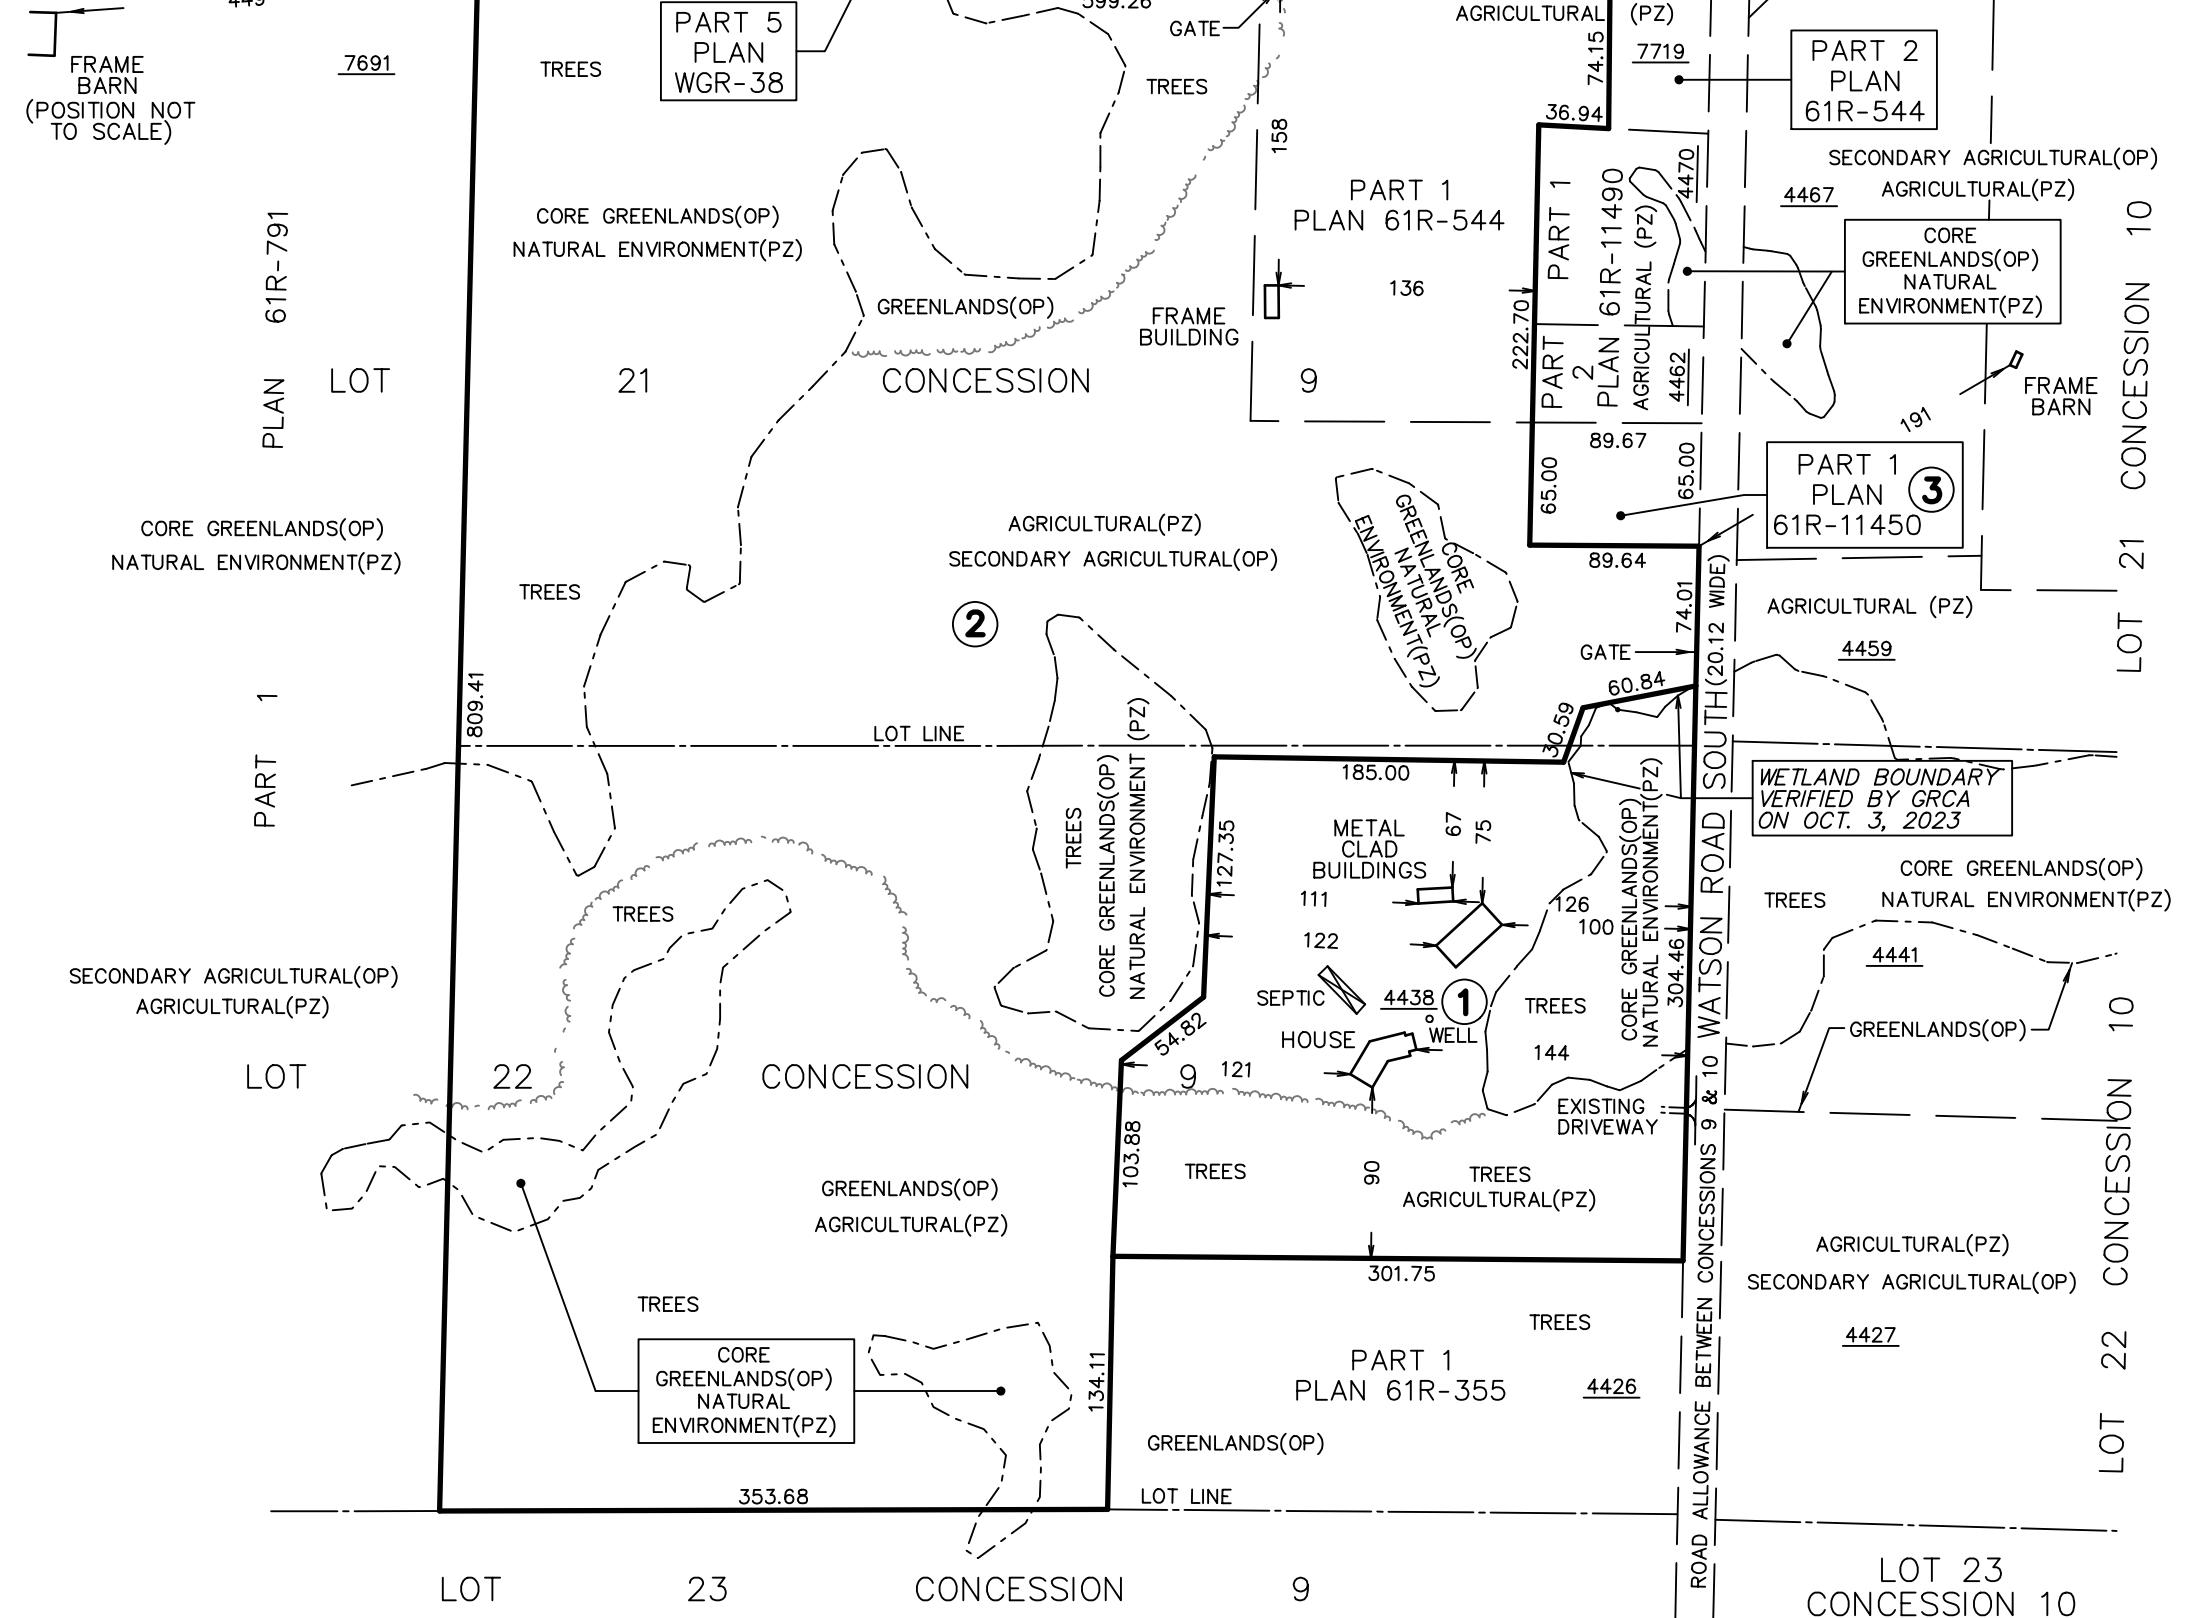 449
599.26
PART 5
PLAN
WGR-38
GATE
AGRICULTURAL
(PZ)
FRAME
BARN
(POSITION NOT
TO SCALE)
7691
TREES
TREES
74.15
7719
PART 2
PLAN
61R-544
36.94
158
PLAN 61R-791
CORE GREENLANDS(OP)
NATURAL ENVIRONMENT(PZ)
PART 1
PLAN 61R-544
PART 1
PLAN 61R-11490
AGRICULTURAL (PZ)
4470
SECONDARY AGRICULTURAL(OP)
AGRICULTURAL(PZ)
4467
CORE
GREENLANDS(OP)
NATURAL
ENVIRONMENT(PZ)
LOT 21 CONCESSION 10
GREENLANDS(OP)
FRAME
BUILDING
136
222.70
PART
2
PLAN
AGRICULTURAL (PZ)
4462
FRAME
BARN
191
LOT 21 CONCESSION 9
89.67
65.00
65.00
PART 1
PLAN
61R-11450
3
89.64
CORE GREENLANDS(OP)
NATURAL ENVIRONMENT(PZ)
TREES
AGRICULTURAL(PZ)
SECONDARY AGRICULTURAL(OP)
2
CORE
GREENLANDS(OP)
NATURAL
ENVIRONMENT(PZ)
74.01
GATE
60.84
30.59
AGRICULTURAL (PZ)
4459
809.41
PART 1
LOT LINE
185.00
TREES
CORE GREENLANDS(OP)
NATURAL ENVIRONMENT (PZ)
127.35
METAL
CLAD
BUILDINGS
67
75
111
122
126
100
CORE GREENLANDS(OP)
NATURAL ENVIRONMENT(PZ)
304.46
WATSON ROAD SOUTH(20.12 WIDE)
ROAD ALLOWANCE BETWEEN CONCESSIONS 9 & 10
WETLAND BOUNDARY
VERIFIED BY GRCA
ON OCT. 3, 2023
CORE GREENLANDS(OP)
NATURAL ENVIRONMENT(PZ)
TREES
4441
GREENLANDS(OP)
TREES
SECONDARY AGRICULTURAL(OP)
AGRICULTURAL(PZ)
SEPTIC
4438
1
WELL
HOUSE
TREES
144
54.82
121
LOT 22 CONCESSION 9
EXISTING
DRIVEWAY
103.88
TREES
90
TREES
AGRICULTURAL(PZ)
GREENLANDS(OP)
AGRICULTURAL(PZ)
301.75
AGRICULTURAL(PZ)
SECONDARY AGRICULTURAL(OP)
4427
LOT 22 CONCESSION 10
TREES
CORE
GREENLANDS(OP)
NATURAL
ENVIRONMENT(PZ)
134.11
TREES
PART 1
PLAN 61R-355
4426
GREENLANDS(OP)
353.68
LOT LINE
LOT 23 CONCESSION 9
LOT 23
CONCESSION 10